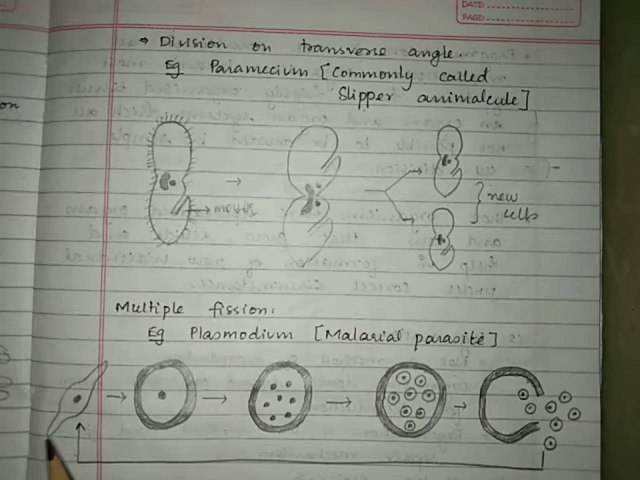 DATE:
PAGE:
→ Division on transverse angle.
Eg Paramecium [Commonly called
Slipper animalcule]
on
→ mouth
new
cells
Multiple fission:
Eg Plasmodium [Malarial parasite]